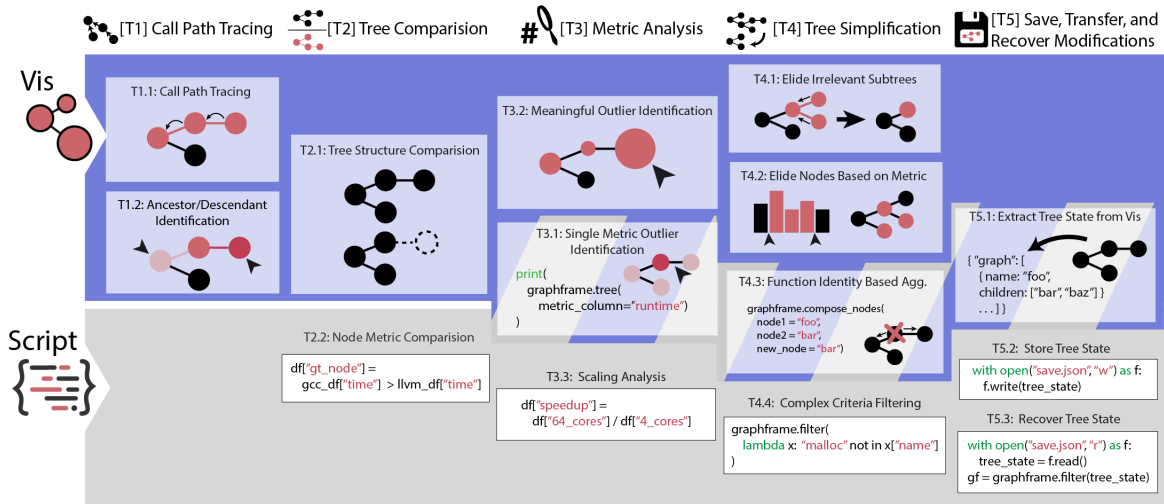 [T1] Call Path Tracing
[T2] Tree Comparision
#
[T3] Metric Analysis
[T4] Tree Simplification
[T5] Save, Transfer, and
Recover Modifications
Vis
T1.1: Call Path Tracing
T1.2: Ancestor/Descendant
Identification
T2.1: Tree Structure Comparision
T3.2: Meaningful Outlier Identification
T3.1: Single Metric Outlier
Identification
print(
graphframe.tree(
metric_column="runtime")
)
T4.1: Elide Irrelevant Subtrees
T4.2: Elide Nodes Based on Metric
T4.3: Function Identity Based Agg.
graphframe.compose_nodes(
node1 = "foo",
node2 = "bar",
new_node = "bar")
T5.1: Extract Tree State from Vis
{ "graph": [
{ name: "foo",
children: ["bar", "baz"] }
. . . ] }
Script
T2.2: Node Metric Comparision
df["gt_node"] =
gcc_df["time"] > llvm_df["time"]
T3.3: Scaling Analysis
df["speedup"] =
df["64_cores"] / df["4_cores"]
T4.4: Complex Criteria Filtering
graphframe.filter(
lambda x: "malloc" not in x["name"]
)
T5.2: Store Tree State
with open("save.json", "w") as f:
f.write(tree_state)
T5.3: Recover Tree State
with open("save.json", "r") as f:
tree_state = f.read()
gf = graphframe.filter(tree_state)